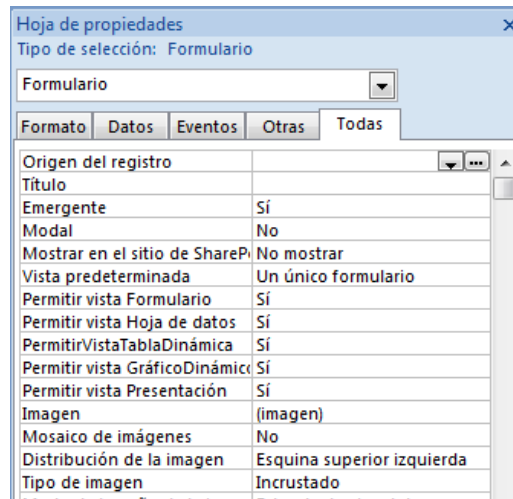 Hoja de propiedades
Tipo de selección: Formulario
Formulario
Formato Datos Eventos Otras Todas
Origen del registro
Título
Emergente Sí
Modal No
Mostrar en el sitio de ShareP No mostrar
Vista predeterminada Un único formulario
Permitir vista Formulario Sí
Permitir vista Hoja de datos Sí
PermitirVistaTablaDinámica Sí
Permitir vista GráficoDinámic Sí
Permitir vista Presentación Sí
Imagen (imagen)
Mosaico de imágenes No
Distribución de la imagen Esquina superior izquierda
Tipo de imagen Incrustado